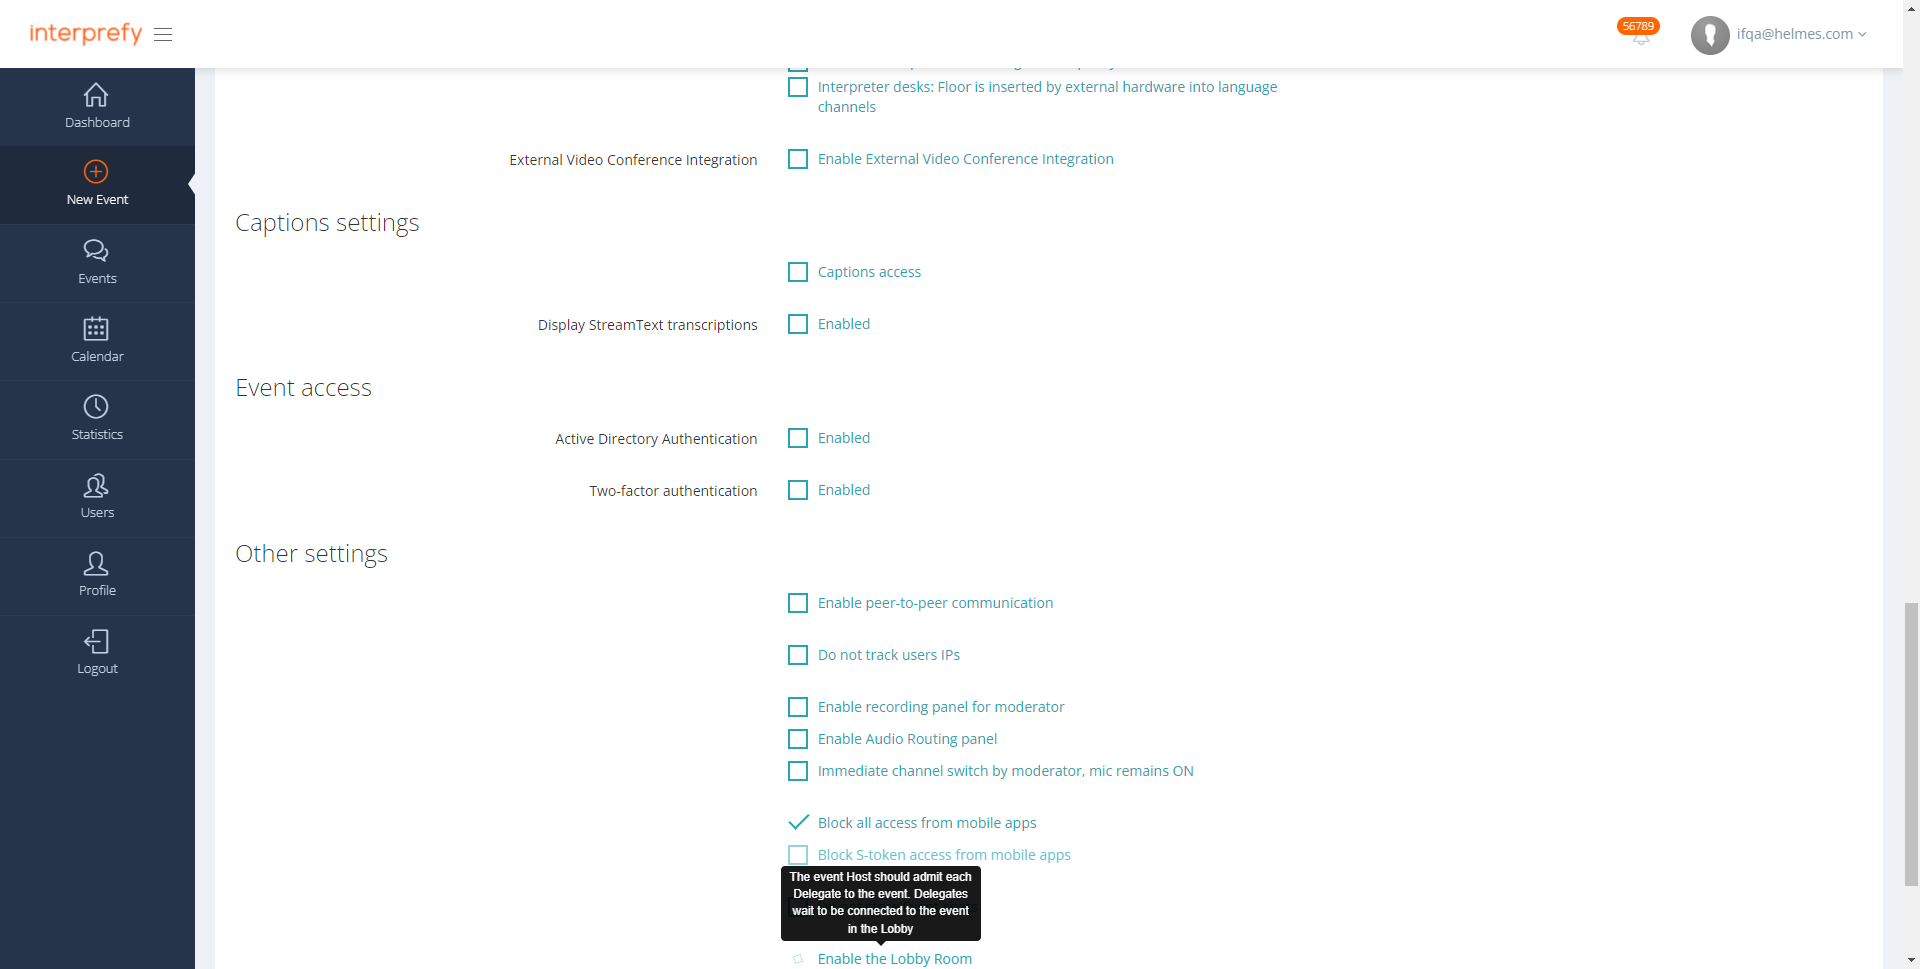 interprefy
56789
ifqa@helmes.com
Dashboard
New Event
Events
Calendar
Statistics
Users
Profile
Logout
Interpreter desks: Floor is inserted by external hardware into language
channels
External Video Conference Integration
Enable External Video Conference Integration
Captions settings
Captions access
Display StreamText transcriptions
Enabled
Event access
Active Directory Authentication
Enabled
Two-factor authentication
Enabled
Other settings
Enable peer-to-peer communication
Do not track users IPs
Enable recording panel for moderator
Enable Audio Routing panel
Immediate channel switch by moderator, mic remains ON
Block all access from mobile apps
Block S-token access from mobile apps
The event Host should admit each
Delegate to the event. Delegates
wait to be connected to the event
in the Lobby
Enable the Lobby Room